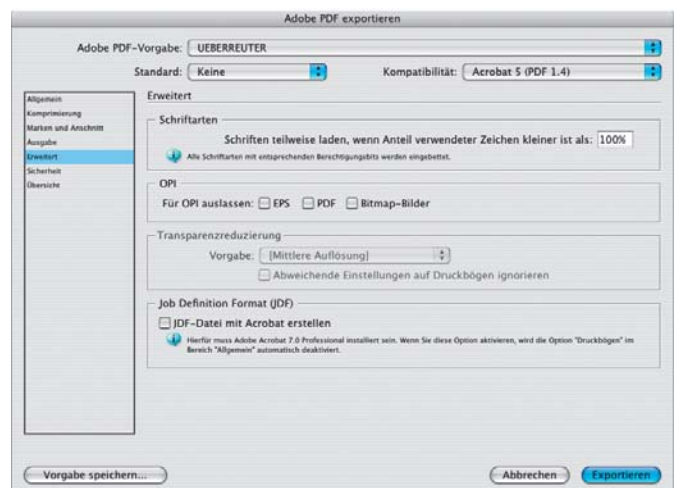 Adobe PDF exportieren
Adobe PDF-Vorgabe: UEBERREUTER
Standard: Keine Kompatibilität: Acrobat 5 (PDF 1.4)
Allgemein
Komprimierung
Marken und Anschnitt
Ausgabe
Erweitert
Sicherheit
Übersicht
Erweitert
Schriftarten
Schriften teilweise laden, wenn Anteil verwendeter Zeichen kleiner ist als: 100%
Alle Schriftarten mit entsprechenden Berechtigungsbits werden eingebettet.
OPI
Für OPI auslassen: EPS PDF Bitmap-Bilder
Transparenzreduzierung
Vorgabe: [Mittlere Auflösung]
Abweichende Einstellungen auf Druckbögen ignorieren
Job Definition Format (JDF)
JDF-Datei mit Acrobat erstellen
Hierfür muss Adobe Acrobat 7.0 Professional installiert sein. Wenn Sie diese Option aktivieren, wird die Option "Druckbögen" im
Bereich "Allgemein" automatisch deaktiviert.
Vorgabe speichern... Abbrechen Exportieren